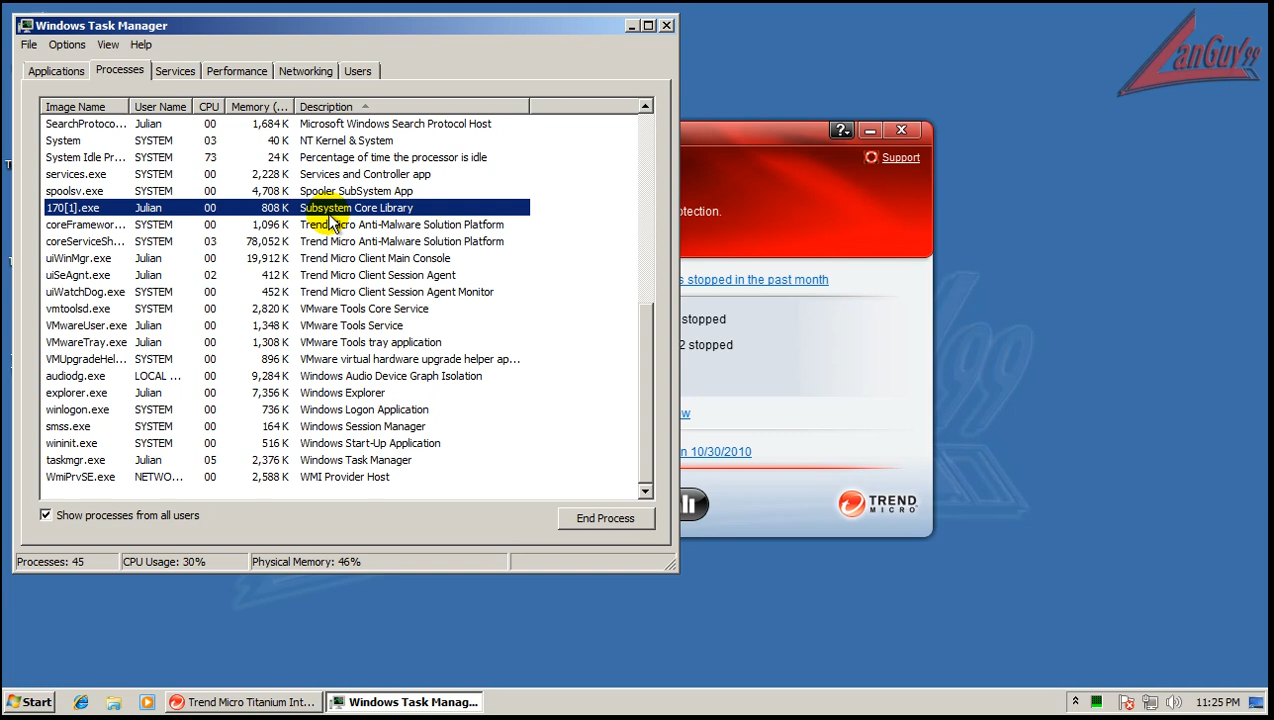 Windows Task Manager
File Options View Help
Applications Processes Services Performance Networking Users
Image Name User Name CPU Memory (... Description
SearchProtoco... Julian 00 1,684 K Microsoft Windows Search Protocol Host
System SYSTEM 03 40 K NT Kernel & System
System Idle Pr... SYSTEM 73 24 K Percentage of time the processor is idle
services.exe SYSTEM 00 2,228 K Services and Controller app
spoolsv.exe SYSTEM 00 4,708 K Spooler SubSystem App
170[1].exe Julian 00 808 K Subsystem Core Library
coreFramewor... SYSTEM 00 1,096 K Trend Micro Anti-Malware Solution Platform
coreServiceSh... SYSTEM 03 78,052 K Trend Micro Anti-Malware Solution Platform
uiWinMgr.exe SYSTEM 00 19,912 K Trend Micro Client Main Console
uiSeAgnt.exe SYSTEM 02 412 K Trend Micro Client Session Agent
uiWatchDog.exe SYSTEM 00 452 K Trend Micro Client Session Agent Monitor
vmtoolsd.exe SYSTEM 00 2,820 K VMware Tools Core Service
VMwareUser.exe Julian 00 1,348 K VMware Tools Service
VMwareTray.exe Julian 00 1,308 K VMware Tools tray application
VMUpgradeHel... SYSTEM 00 896 K VMware virtual hardware upgrade helper ap...
audiodg.exe LOCAL ... 00 9,284 K Windows Audio Device Graph Isolation
explorer.exe Julian 00 7,356 K Windows Explorer
winlogon.exe SYSTEM 00 736 K Windows Logon Application
smss.exe SYSTEM 00 164 K Windows Session Manager
wininit.exe SYSTEM 00 516 K Windows Start-Up Application
taskmgr.exe Julian 05 2,376 K Windows Task Manager
WmiPrvSE.exe NETWO... 00 2,588 K WMI Provider Host
Show processes from all users
End Process
Processes: 45 CPU Usage: 30% Physical Memory: 46%
LanGuy99
Support
rotection.
s stopped in the past month
stopped
2 stopped
ew
n 10/30/2010
TREND
MICRO
Start Trend Micro Titanium Int... Windows Task Manag... 11:25 PM